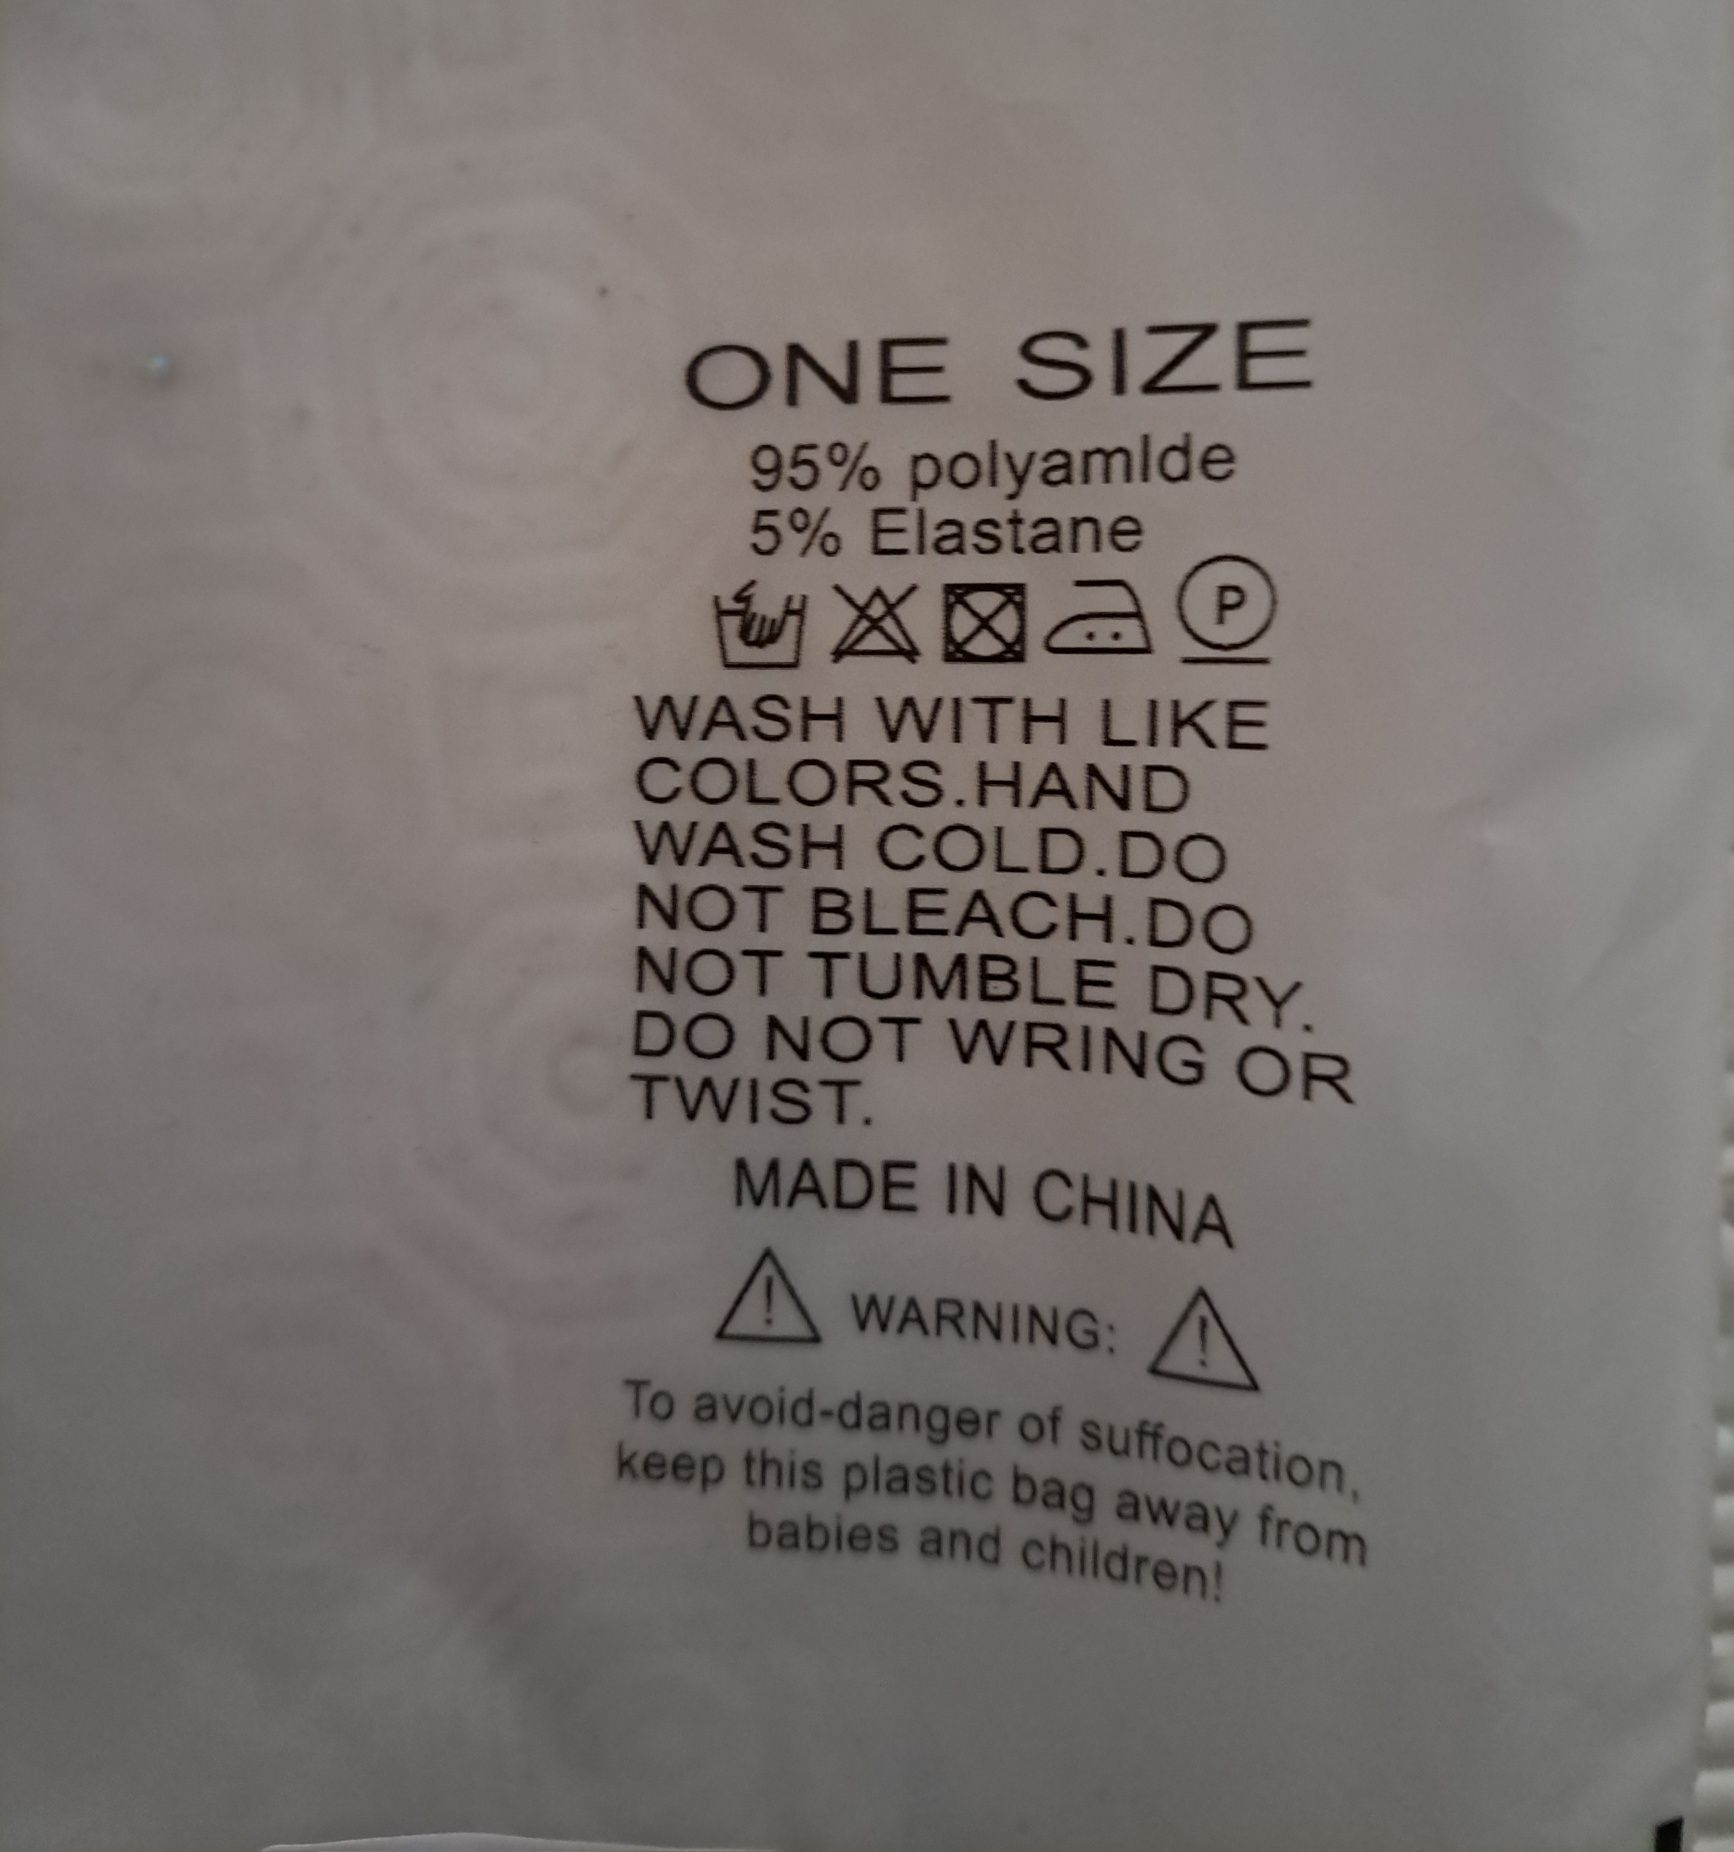 ONE SIZE
95% polyamlde
5% Elastane
P
WASH WITH LIKE
COLORS.HAND
WASH COLD.DO
NOT BLEACH.DO
NOT TUMBLE DRY.
DO NOT WRING OR
TWIST.
MADE IN CHINA
WARNING:
To avoid-danger of suffocation,
keep this plastic bag away from
babies and children!